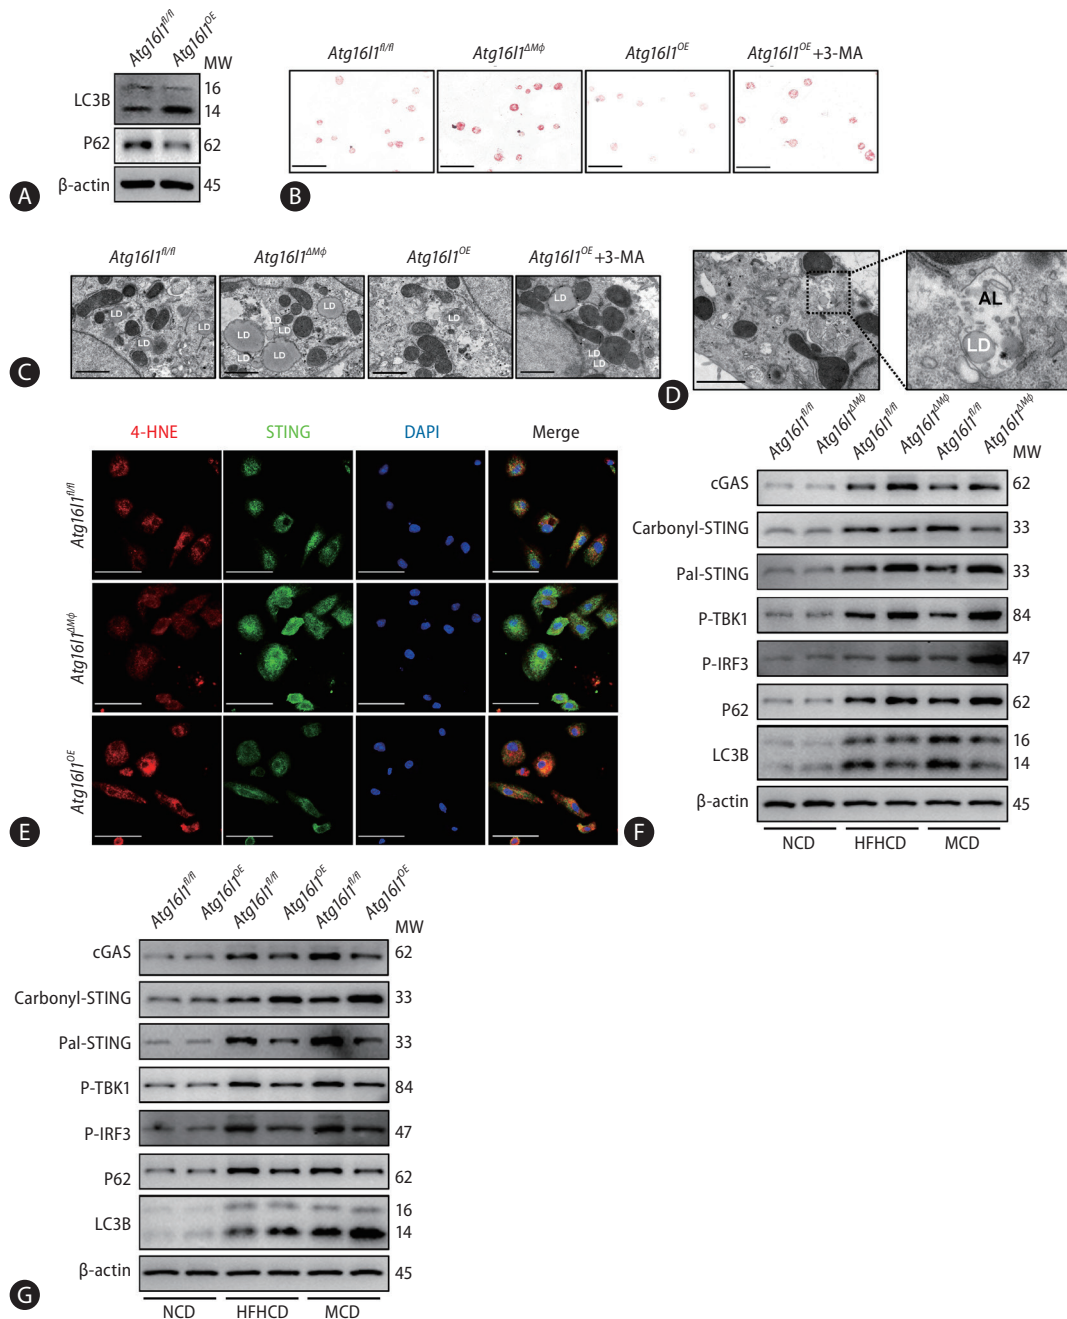 Atg16l1fl/fl
Atg16l1OE
MW
LC3B
16
14
P62
62
β-actin
45
A
Atg16l1fl/fl
Atg16l1ΔMϕ
Atg16l1OE
Atg16l1OE +3-MA
B
Atg16l1fl/fl
Atg16l1ΔMϕ
Atg16l1OE
Atg16l1OE +3-MA
LD
LD
LD
LD
LD
LD
LD
LD
LD
LD
LD
LD
LD
C
AL
LD
D
4-HNE
STING
DAPI
Merge
Atg16l1fl/fl
Atg16l1ΔMϕ
Atg16l1OE
E
Atg16l1fl/fl
Atg16l1ΔMϕ
Atg16l1fl/fl
Atg16l1ΔMϕ
Atg16l1fl/fl
Atg16l1ΔMϕ
MW
cGAS
62
Carbonyl-STING
33
Pal-STING
33
P-TBK1
84
P-IRF3
47
P62
62
LC3B
16
14
β-actin
45
NCD
HFHCD
MCD
F
Atg16l1fl/fl
Atg16l1OE
Atg16l1fl/fl
Atg16l1OE
Atg16l1fl/fl
Atg16l1OE
MW
cGAS
62
Carbonyl-STING
33
Pal-STING
33
P-TBK1
84
P-IRF3
47
P62
62
LC3B
16
14
β-actin
45
NCD
HFHCD
MCD
G